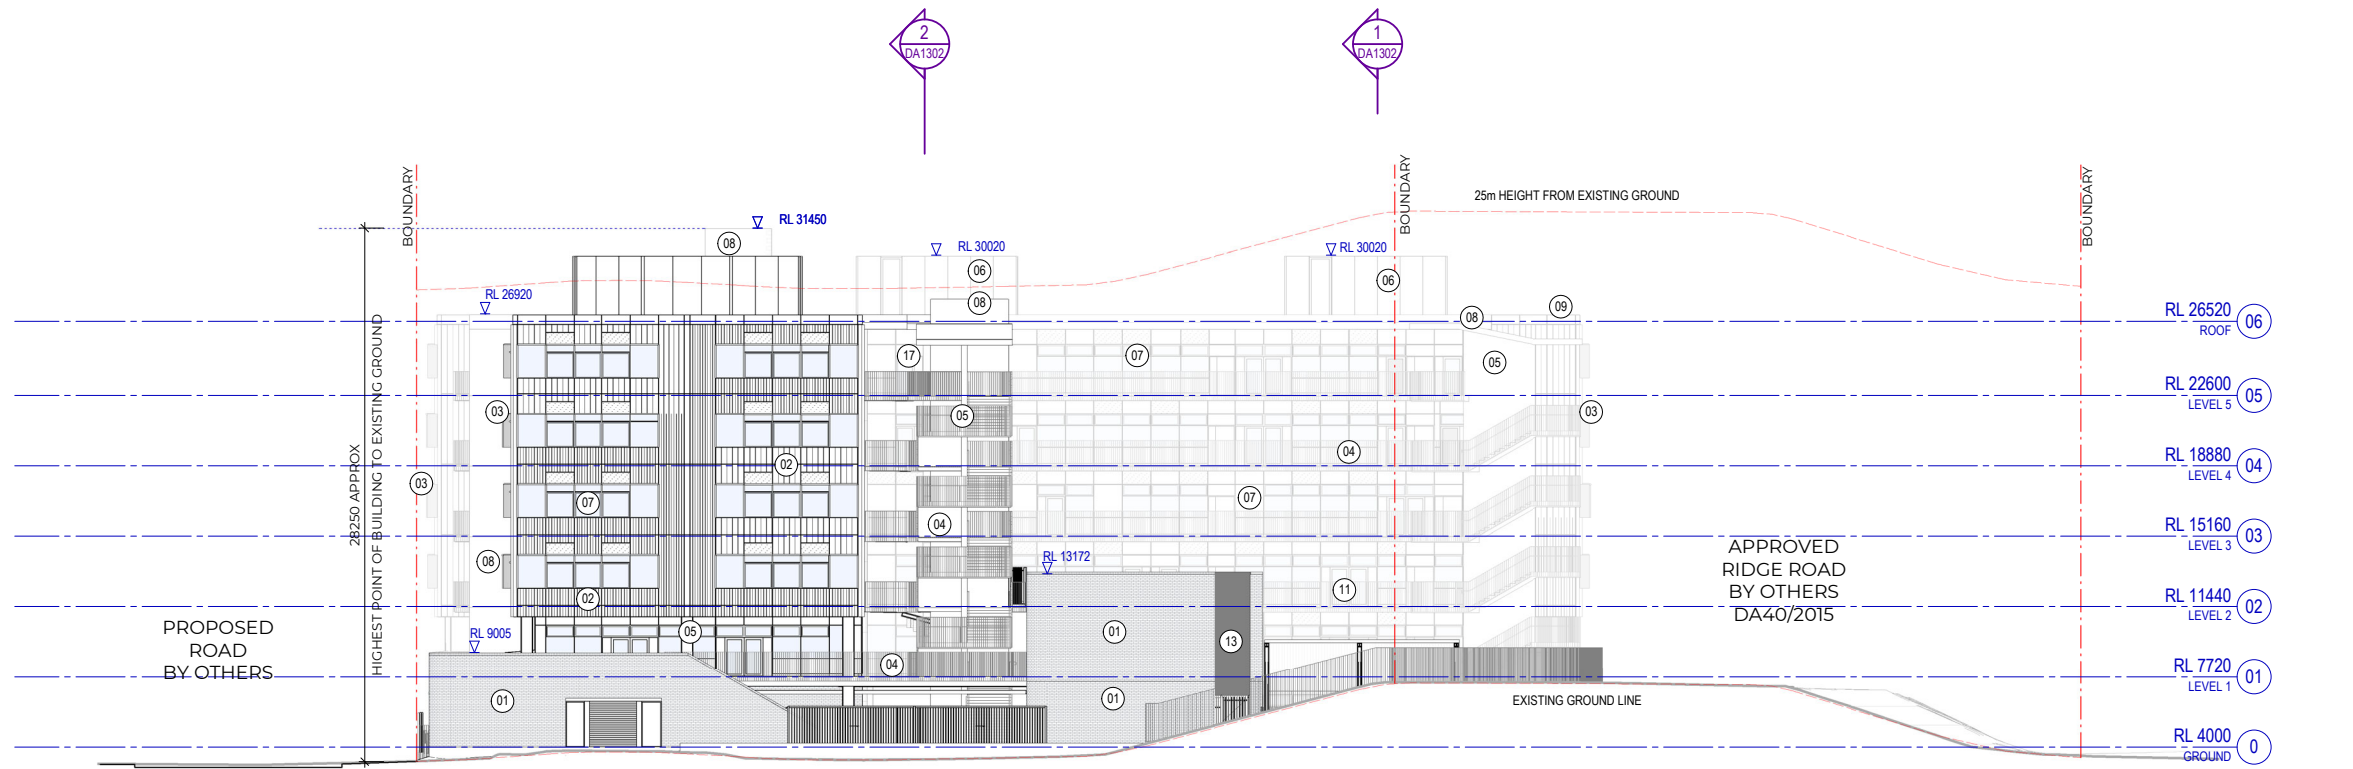 2
DA1302
1
DA1302
BOUNDARY
BOUNDARY
BOUNDARY
25m HEIGHT FROM EXISTING GROUND
RL 31450
08
RL 30020
06
RL 30020
06
RL 26920
08
08
09
RL 26520
ROOF
06
17
07
05
RL 22600
LEVEL 5
05
03
05
03
02
04
RL 18880
LEVEL 4
04
03
07
07
04
RL 15160
LEVEL 3
03
28250 APPROX
HIGHEST POINT OF BUILDING TO EXISTING GROUND
08
RL 13172
APPROVED
RIDGE ROAD
BY OTHERS
DA40/2015
02
11
RL 11440
LEVEL 2
02
PROPOSED
ROAD
BY OTHERS
RL 9005
05
01
13
04
RL 7720
LEVEL 1
01
01
01
EXISTING GROUND LINE
RL 4000
GROUND
0